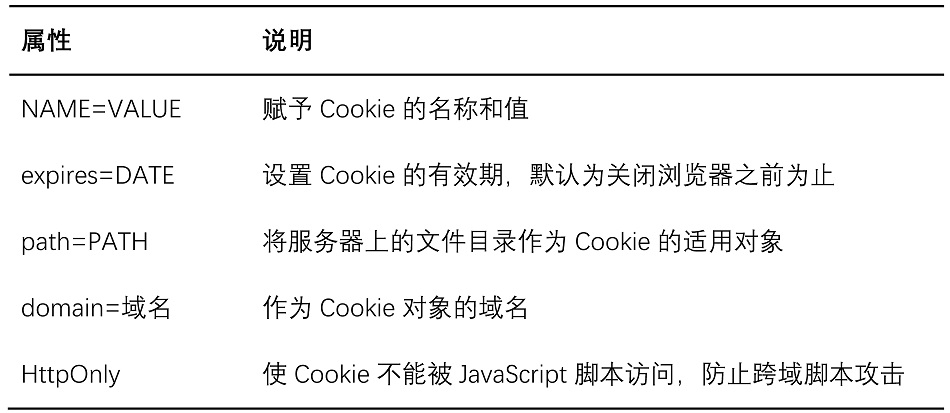 属性 说明
NAME=VALUE 赋予 Cookie 的名称和值
expires=DATE 设置 Cookie 的有效期，默认为关闭浏览器之前为止
path=PATH 将服务器上的文件目录作为 Cookie 的适用对象
domain=域名 作为 Cookie 对象的域名
HttpOnly 使 Cookie 不能被 JavaScript 脚本访问，防止跨域脚本攻击